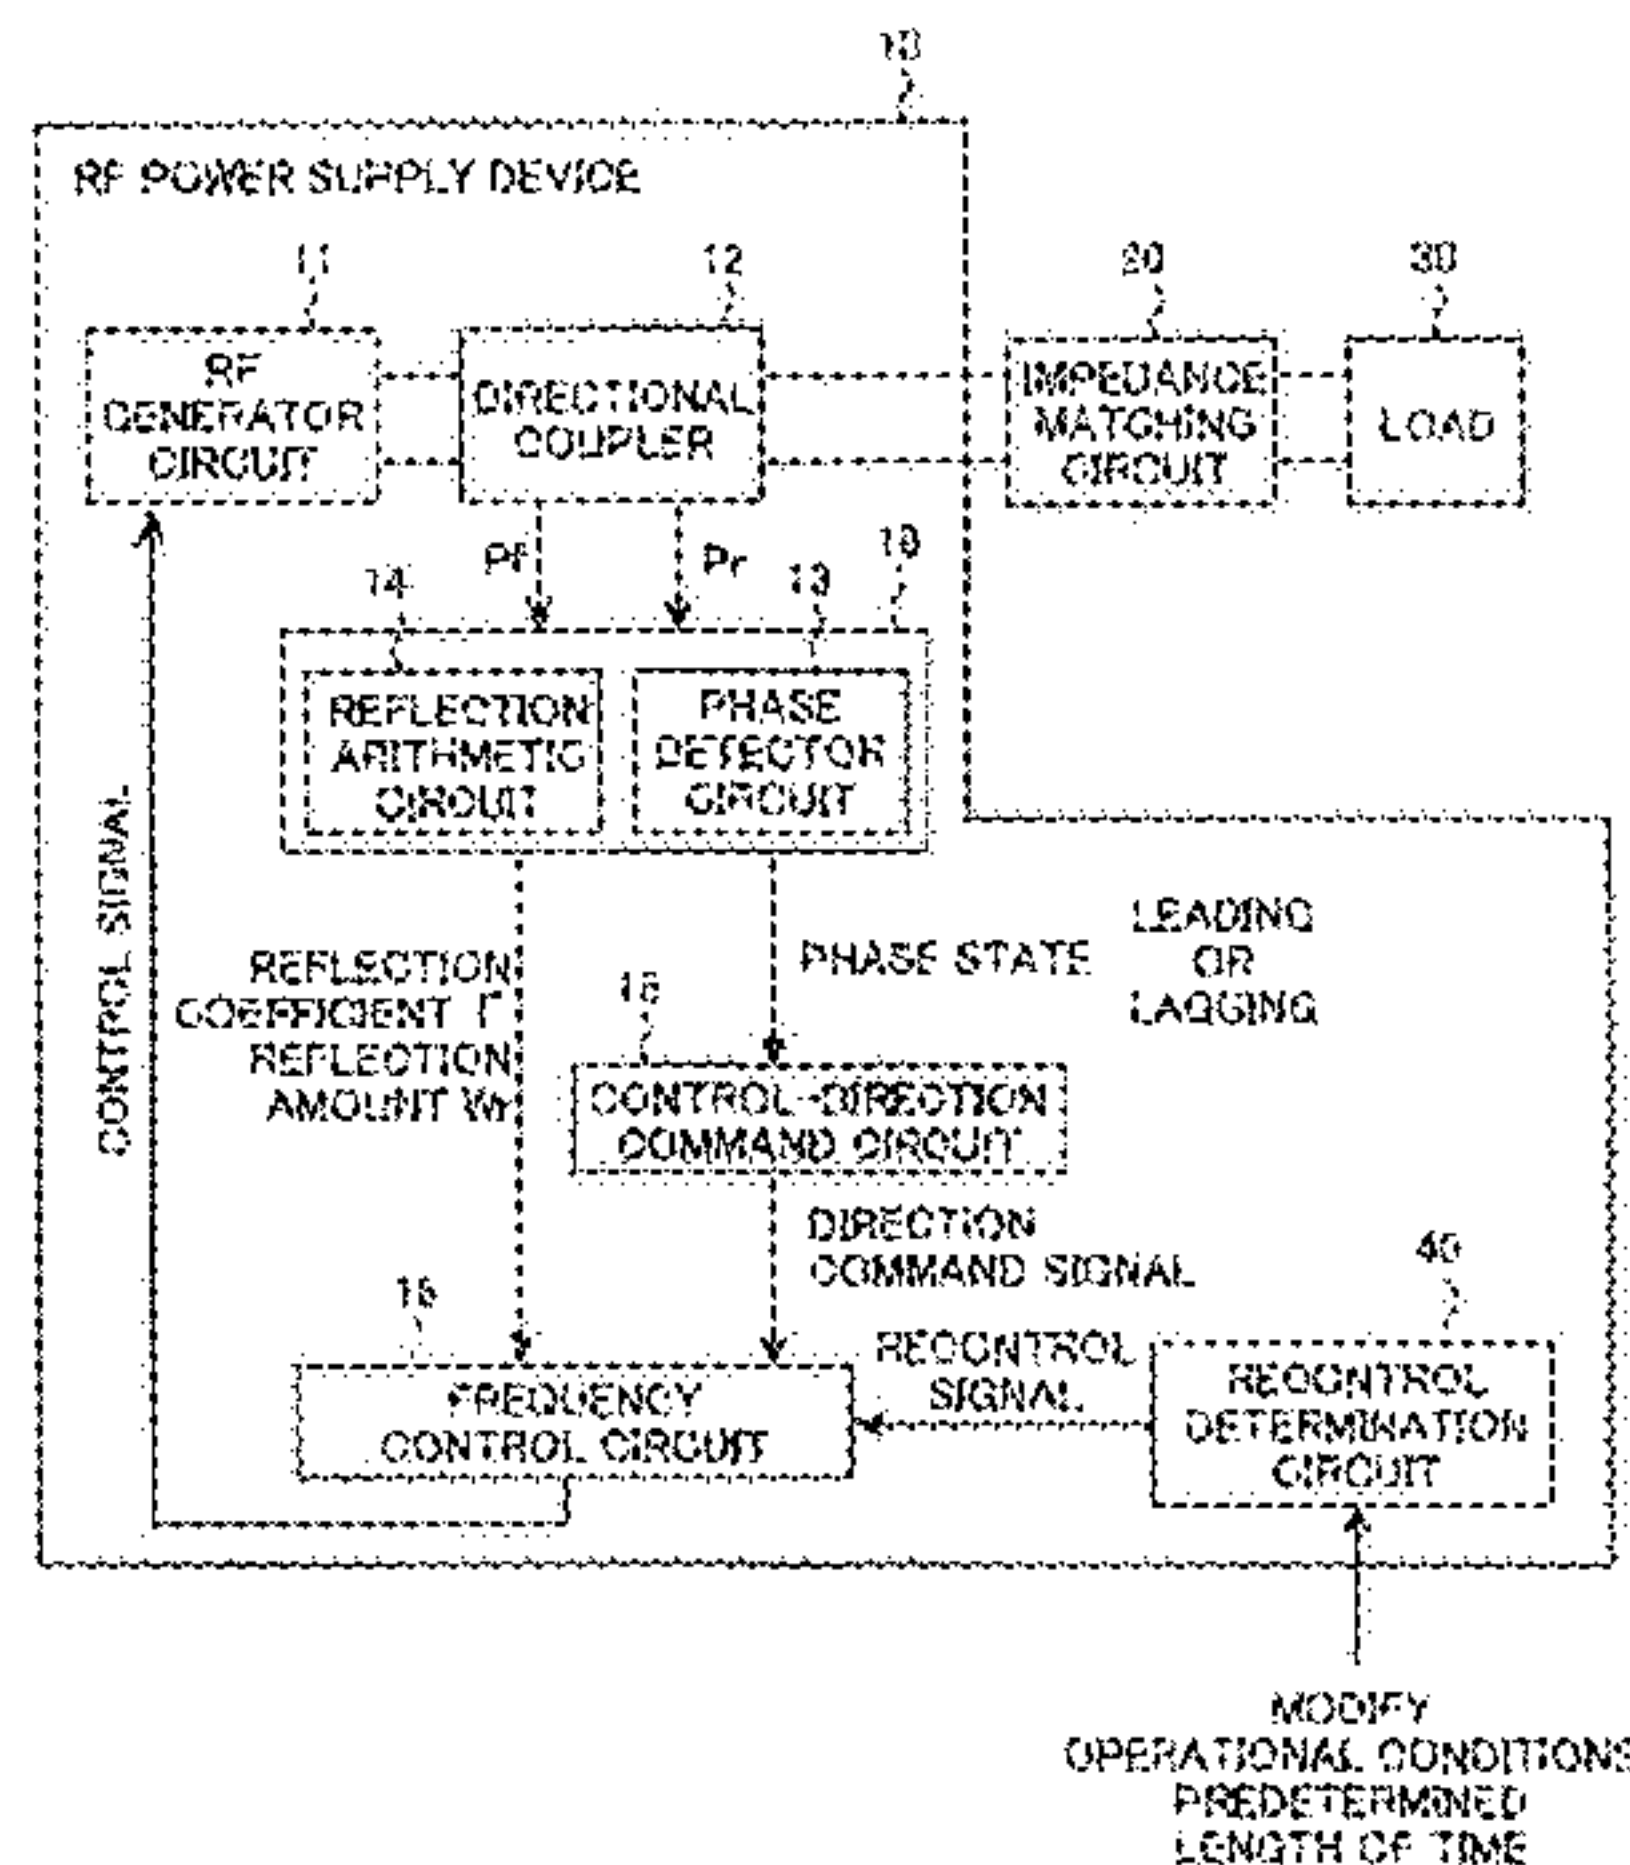 10
RF POWER SUPPLY DEVICE
11
12
20
30
RF
GENERATOR
CIRCUIT
DIRECTIONAL
COUPLER
IMPEDANCE
MATCHING
CIRCUIT
LOAD
Pf
Pr
14
13
REFLECTION
ARITHMETIC
CIRCUIT
PHASE
DETECTOR
CIRCUIT
CONTROL SIGNAL
REFLECTION
COEFFICIENT Γ
REFLECTION
AMOUNT Wr
PHASE STATE
LEADING
OR
LAGGING
CONTROL-DIRECTION
COMMAND CIRCUIT
DIRECTION
COMMAND SIGNAL
40
FREQUENCY
CONTROL CIRCUIT
RECONTROL
SIGNAL
RECONTROL
DETERMINATION
CIRCUIT
MODIFY
OPERATIONAL CONDITIONS
PREDETERMINED
LENGTH OF TIME